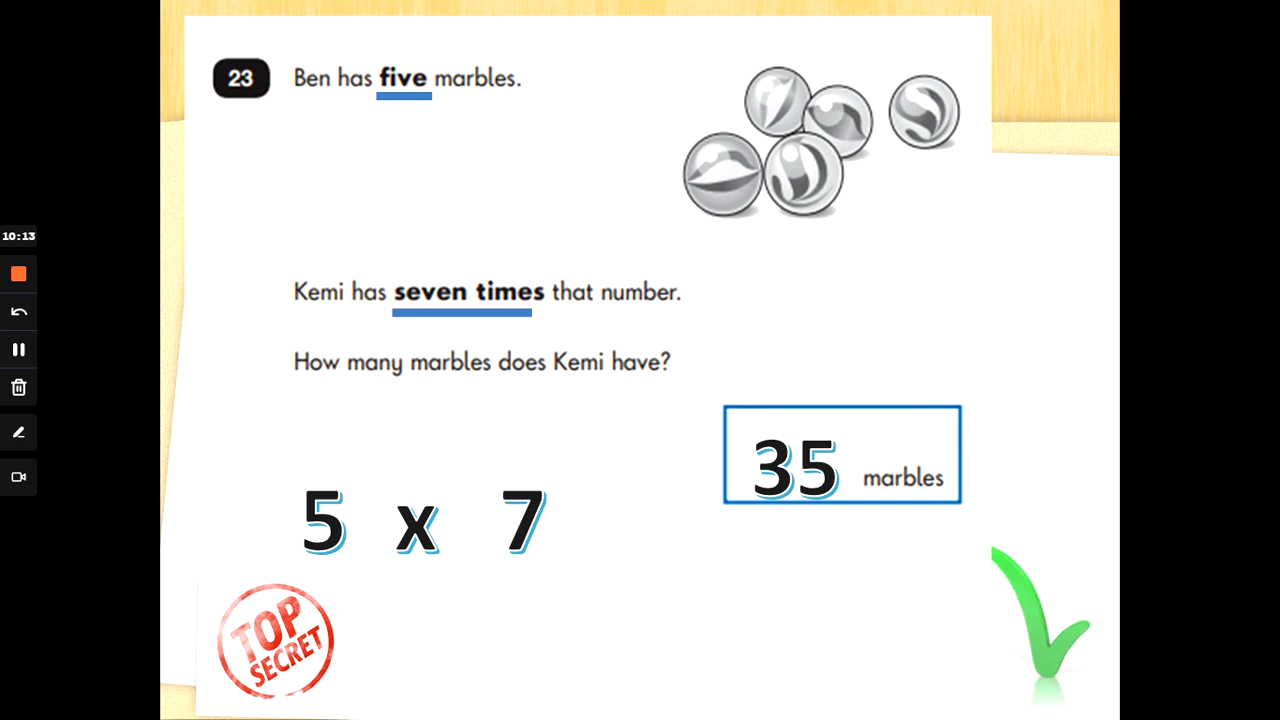 23 Ben has five marbles.
10:13
Kemi has seven times that number.
How many marbles does Kemi have?
35 marbles
5 x 7
TOP
SECRET